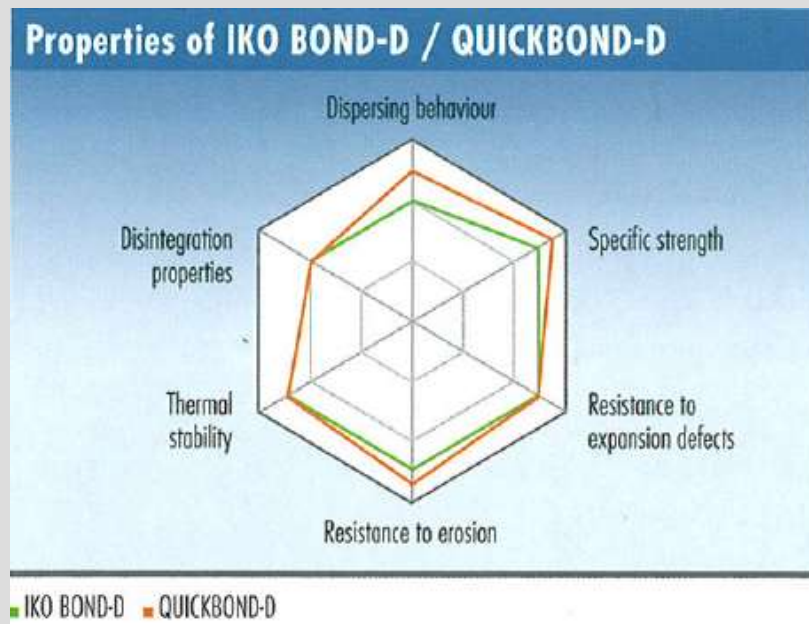 Properties of IKO BOND-D / QUICKBOND-D
Dispersing behaviour
Disintegration
properties
Specific strength
Thermal
stability
Resistance to
expansion defects
Resistance to erosion
IKO BOND-D QUICKBOND-D